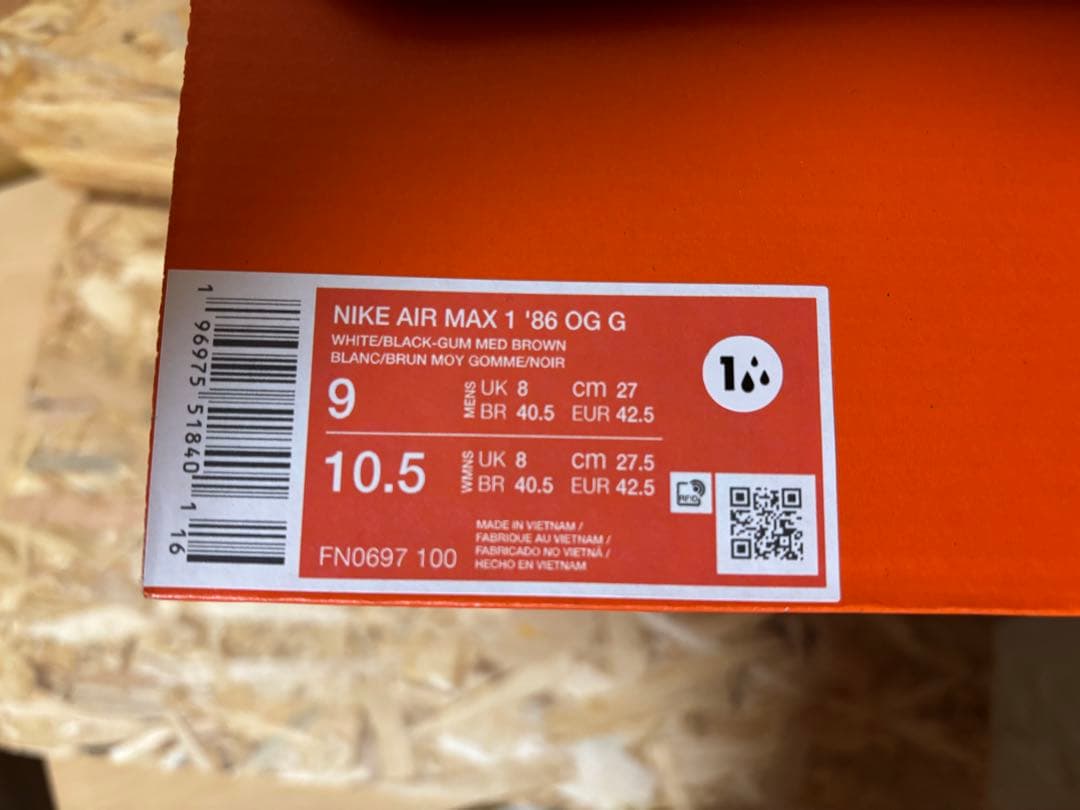 NIKE AIR MAX 1 '86 OG G
WHITE/BLACK-GUM MED BROWN
BLANC/BRUN MOY GOMME/NOIR
9 MENS UK 8 cm 27
BR 40.5 EUR 42.5
10.5 WMNS UK 8 cm 27.5
BR 40.5 EUR 42.5
MADE IN VIETNAM /
FABRIQUE AU VIETNAM /
FABRICADO NO VIETNÃ /
HECHO EN VIETNAM
FN0697 100
1 96975 51840 1 16
1
RFID